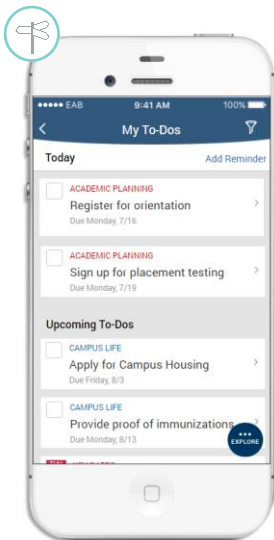 EAB
9:41 AM
100%
My To-Dos
Today
Add Reminder
ACADEMIC PLANNING
Register for orientation
Due Monday, 7/16
ACADEMIC PLANNING
Sign up for placement testing
Due Monday, 7/19
Upcoming To-Dos
CAMPUS LIFE
Apply for Campus Housing
Due Friday, 8/3
CAMPUS LIFE
Provide proof of immunizations
Due Monday, 8/13
EXPLORE